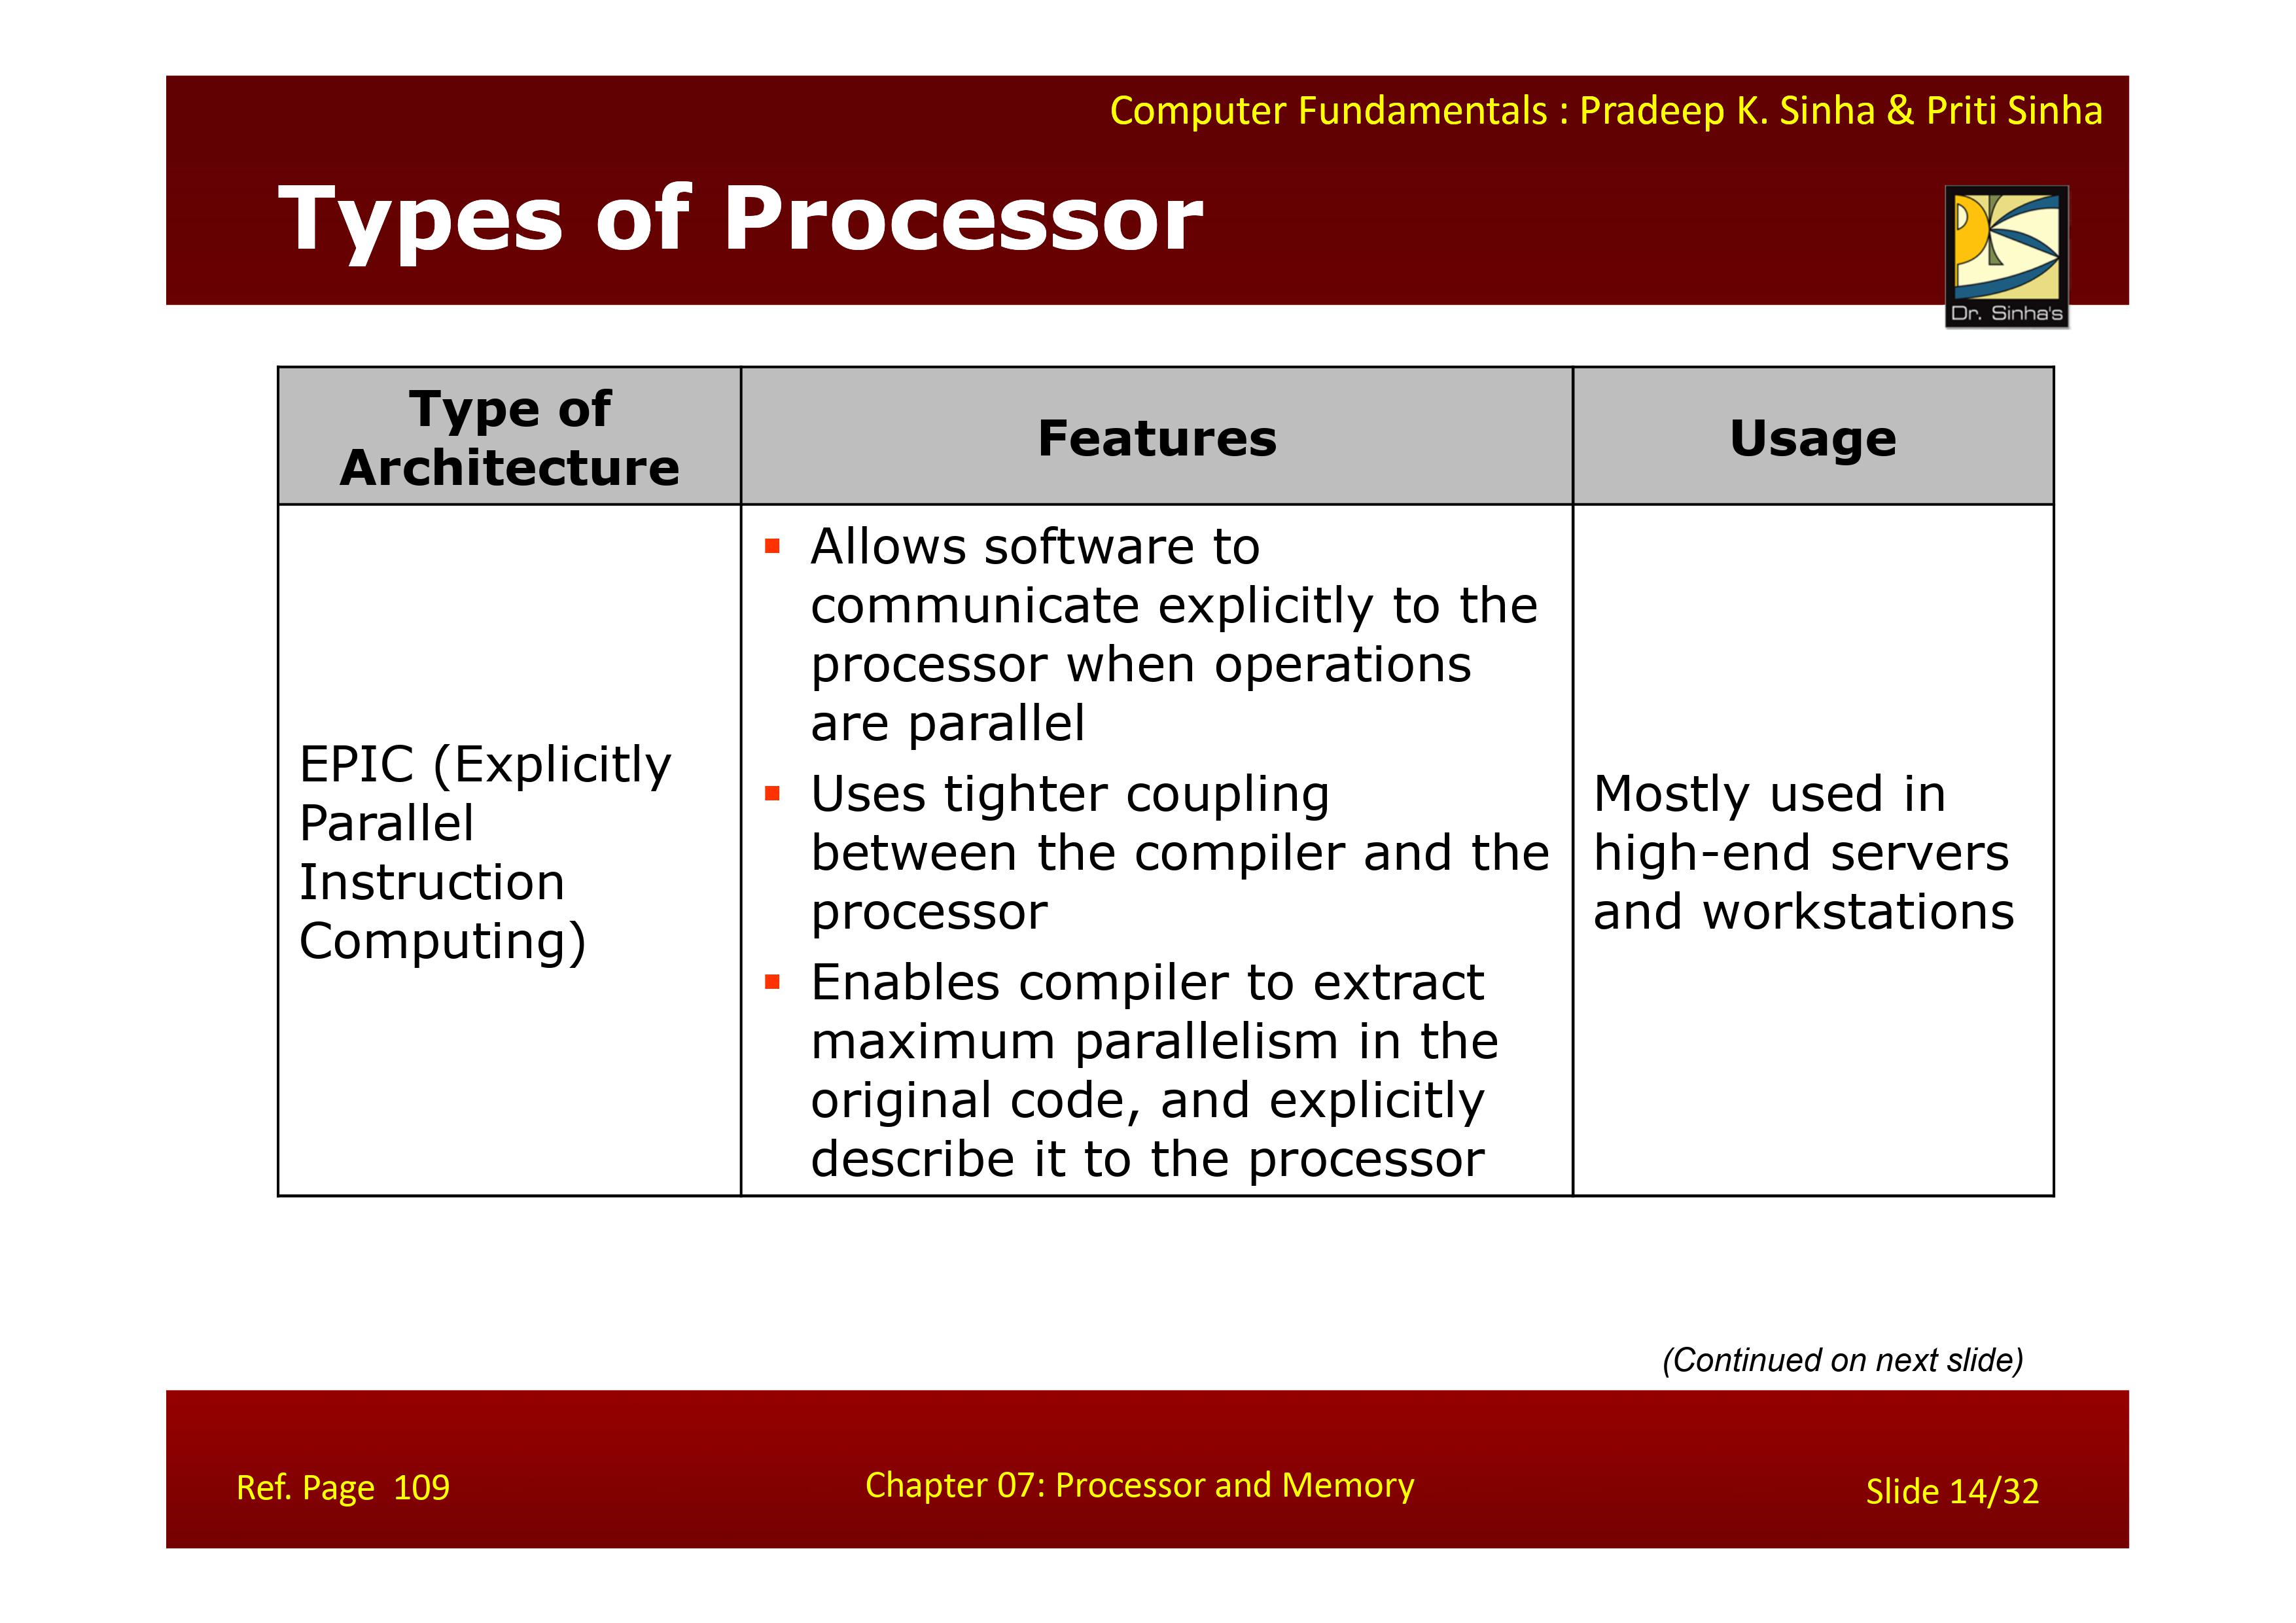 Computer Fundamentals : Pradeep K. Sinha & Priti Sinha
Types of Processor
Dr. Sinha's
Type of
Architecture
Features
Usage
EPIC (Explicitly
Parallel
Instruction
Computing)
▪ Allows software to
communicate explicitly to the
processor when operations
are parallel
▪ Uses tighter coupling
between the compiler and the
processor
▪ Enables compiler to extract
maximum parallelism in the
original code, and explicitly
describe it to the processor
Mostly used in
high-end servers
and workstations
(Continued on next slide)
Ref. Page 109
Chapter 07: Processor and Memory
Slide 14/32